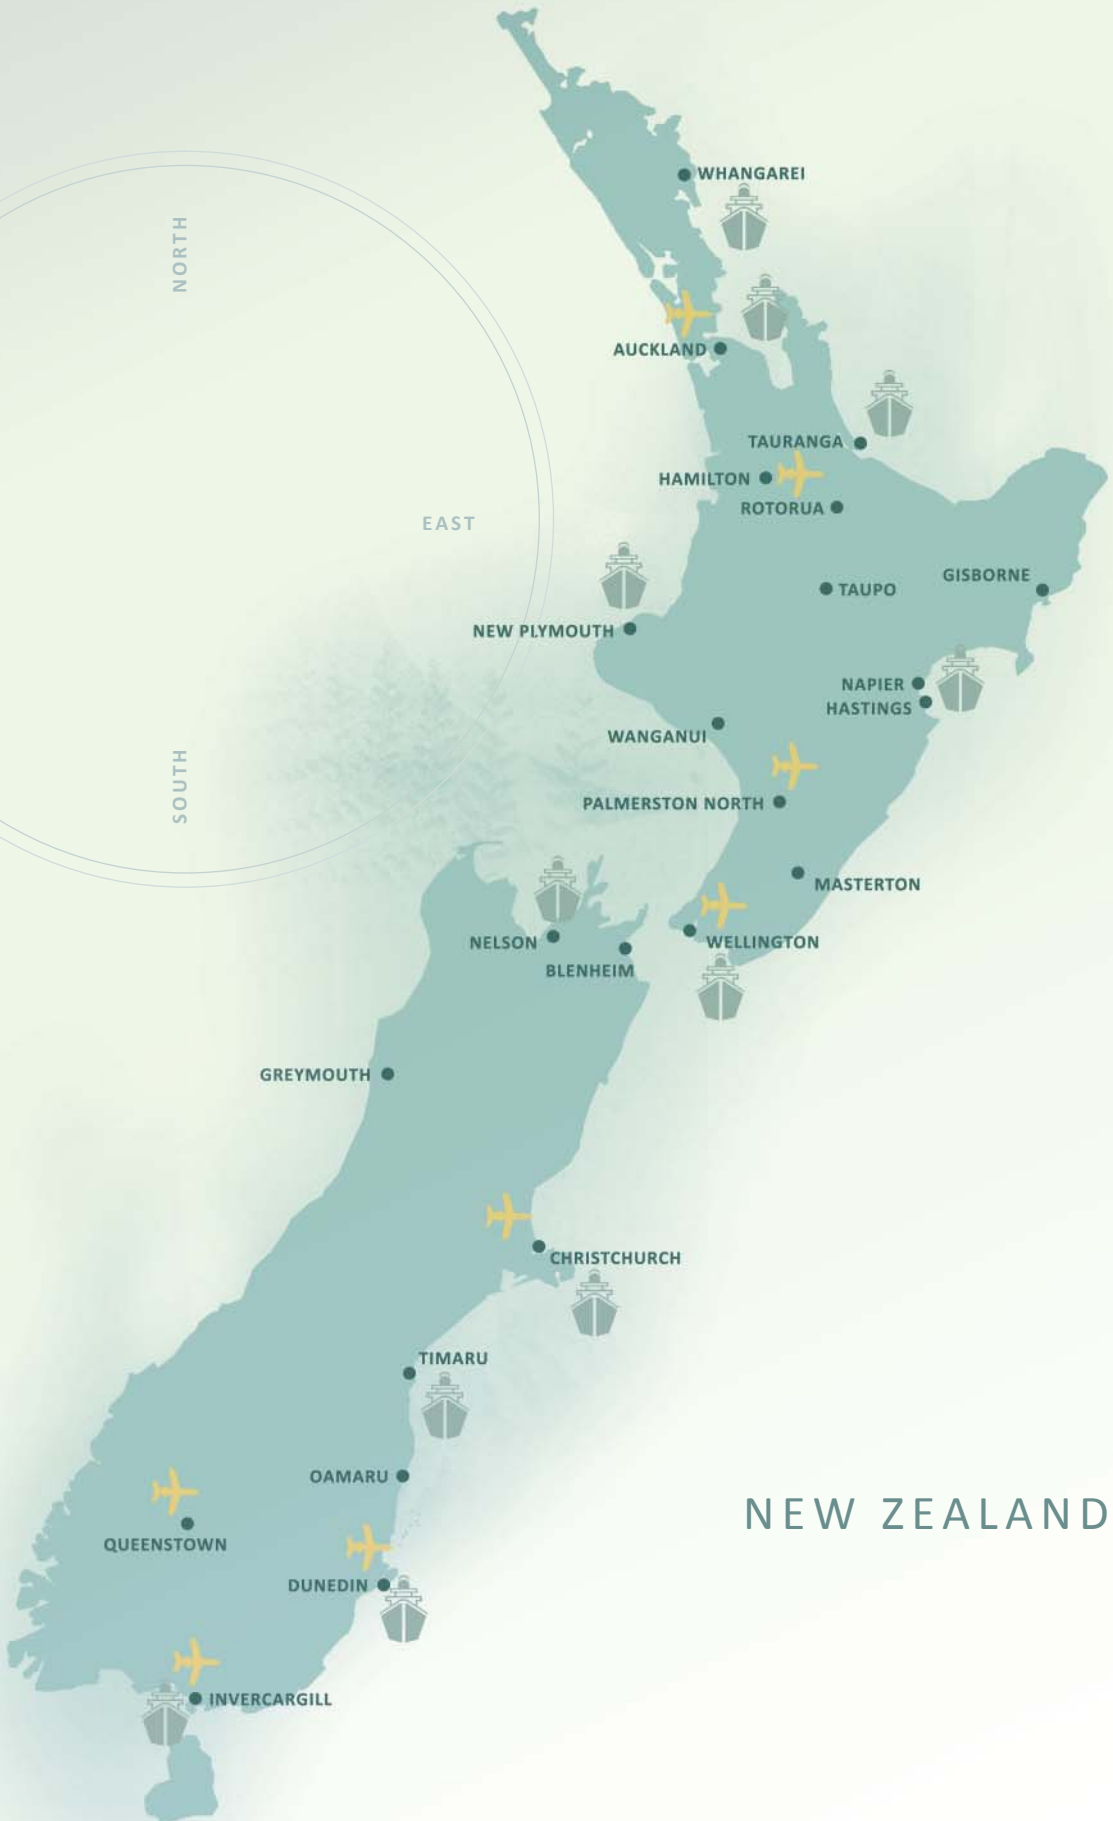 WHANGAREI
NORTH
AUCKLAND
TAURANGA
HAMILTON
ROTORUA
EAST
GISBORNE
TAUPO
NEW PLYMOUTH
NAPIER
HASTINGS
WANGANUI
SOUTH
PALMERSTON NORTH
MASTERTON
NELSON
WELLINGTON
BLENHEIM
GREYMOUTH
CHRISTCHURCH
TIMARU
OAMARU
NEW ZEALAND
QUEENSTOWN
DUNEDIN
INVERCARGILL